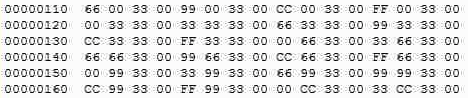 00000110 66 00 33 00 99 00 33 00 CC 00 33 00 FF 00 33 00
00000120 00 33 33 00 33 33 33 00 66 33 33 00 99 33 33 00
00000130 CC 33 33 00 FF 33 33 00 00 66 33 00 33 66 33 00
00000140 66 66 33 00 99 66 33 00 CC 66 33 00 FF 66 33 00
00000150 00 99 33 00 33 99 33 00 66 99 33 00 99 99 33 00
00000160 CC 99 33 00 FF 99 33 00 00 CC 33 00 33 CC 33 00